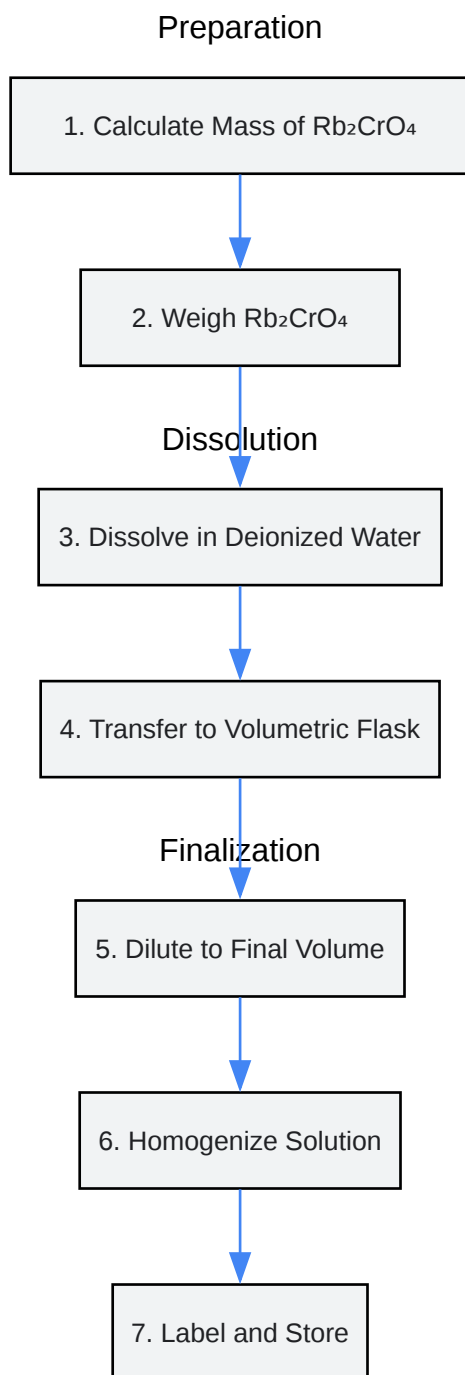 Preparation
1. Calculate Mass of Rb₂CrO₄
2. Weigh Rb₂CrO₄
Dissolution
3. Dissolve in Deionized Water
4. Transfer to Volumetric Flask
Finalization
5. Dilute to Final Volume
6. Homogenize Solution
7. Label and Store